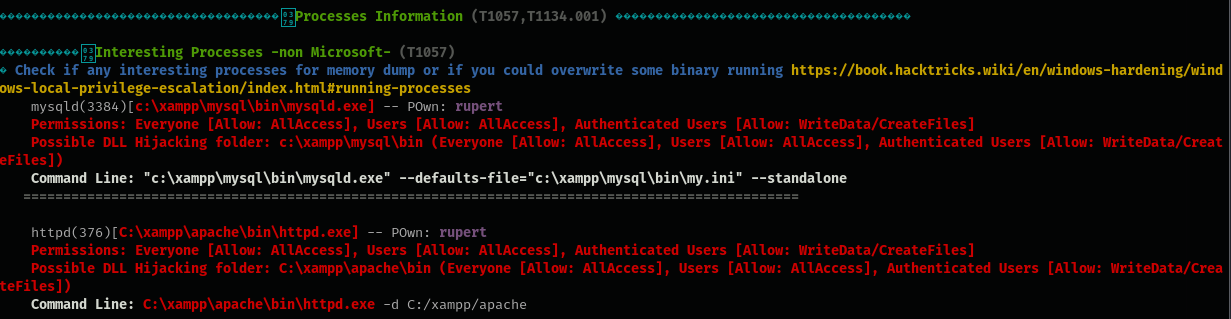 Processes Information (T1057,T1134.001)
Interesting Processes -non Microsoft- (T1057)
� Check if any interesting processes for memory dump or if you could overwrite some binary running https://book.hacktricks.wiki/en/windows-hardening/wind
ows-local-privilege-escalation/index.html#running-processes
mysqld(3384)[c:\xampp\mysql\bin\mysqld.exe] -- POwn: rupert
Permissions: Everyone [Allow: AllAccess], Users [Allow: AllAccess], Authenticated Users [Allow: WriteData/CreateFiles]
Possible DLL Hijacking folder: c:\xampp\mysql\bin (Everyone [Allow: AllAccess], Users [Allow: AllAccess], Authenticated Users [Allow: WriteData/Creat
eFiles])
Command Line: "c:\xampp\mysql\bin\mysqld.exe" --defaults-file="c:\xampp\mysql\bin\my.ini" --standalone
=================================================================================================
httpd(376)[C:\xampp\apache\bin\httpd.exe] -- POwn: rupert
Permissions: Everyone [Allow: AllAccess], Users [Allow: AllAccess], Authenticated Users [Allow: WriteData/CreateFiles]
Possible DLL Hijacking folder: C:\xampp\apache\bin (Everyone [Allow: AllAccess], Users [Allow: AllAccess], Authenticated Users [Allow: WriteData/Crea
teFiles])
Command Line: C:\xampp\apache\bin\httpd.exe -d C:/xampp/apache